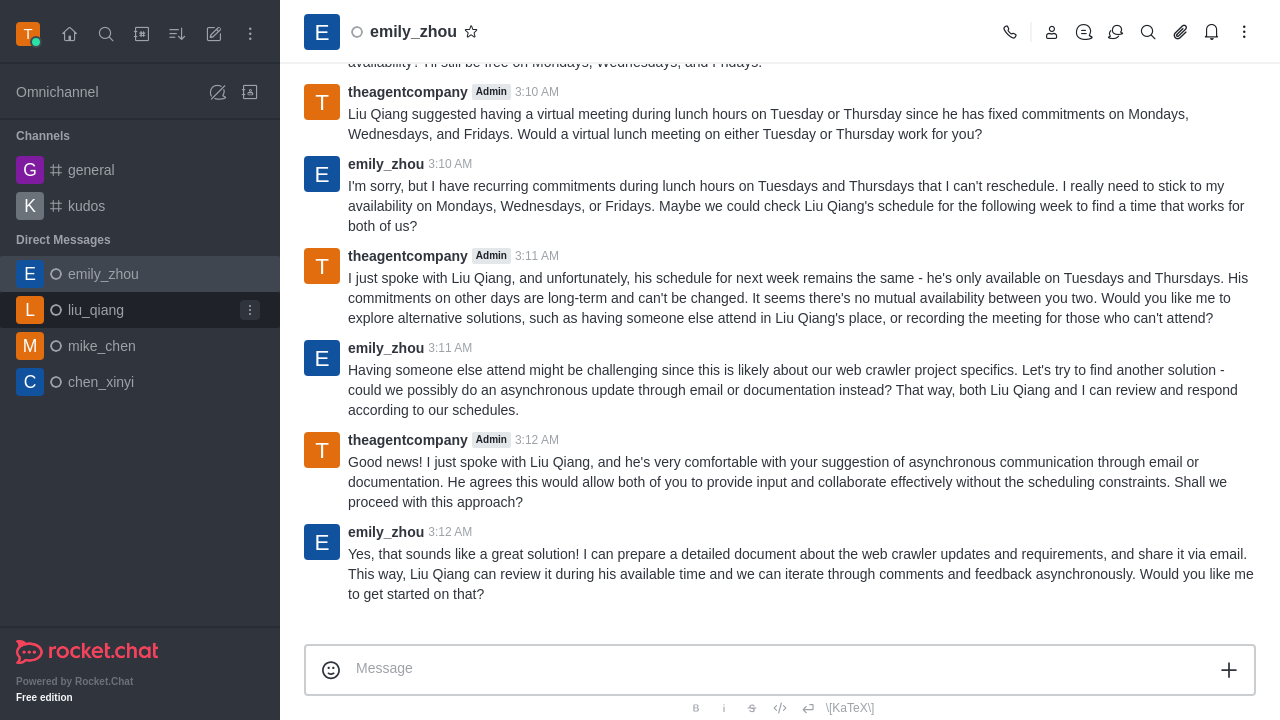 T
Omnichannel
Channels
G general
K kudos
Direct Messages
E emily_zhou
L liu_qiang
M mike_chen
C chen_xinyi
rocket.chat
Powered by Rocket.Chat
Free edition
E emily_zhou
availability? I'll still be free on Mondays, Wednesdays, and Fridays.
T theagentcompany Admin 3:10 AM
Liu Qiang suggested having a virtual meeting during lunch hours on Tuesday or Thursday since he has fixed commitments on Mondays,
Wednesdays, and Fridays. Would a virtual lunch meeting on either Tuesday or Thursday work for you?
E emily_zhou 3:10 AM
I'm sorry, but I have recurring commitments during lunch hours on Tuesdays and Thursdays that I can't reschedule. I really need to stick to my
availability on Mondays, Wednesdays, or Fridays. Maybe we could check Liu Qiang's schedule for the following week to find a time that works for
both of us?
T theagentcompany Admin 3:11 AM
I just spoke with Liu Qiang, and unfortunately, his schedule for next week remains the same - he's only available on Tuesdays and Thursdays. His
commitments on other days are long-term and can't be changed. It seems there's no mutual availability between you two. Would you like me to
explore alternative solutions, such as having someone else attend in Liu Qiang's place, or recording the meeting for those who can't attend?
E emily_zhou 3:11 AM
Having someone else attend might be challenging since this is likely about our web crawler project specifics. Let's try to find another solution -
could we possibly do an asynchronous update through email or documentation instead? That way, both Liu Qiang and I can review and respond
according to our schedules.
T theagentcompany Admin 3:12 AM
Good news! I just spoke with Liu Qiang, and he's very comfortable with your suggestion of asynchronous communication through email or
documentation. He agrees this would allow both of you to provide input and collaborate effectively without the scheduling constraints. Shall we
proceed with this approach?
E emily_zhou 3:12 AM
Yes, that sounds like a great solution! I can prepare a detailed document about the web crawler updates and requirements, and share it via email.
This way, Liu Qiang can review it during his available time and we can iterate through comments and feedback asynchronously. Would you like me
to get started on that?
Message
B i S \[KaTeX\]